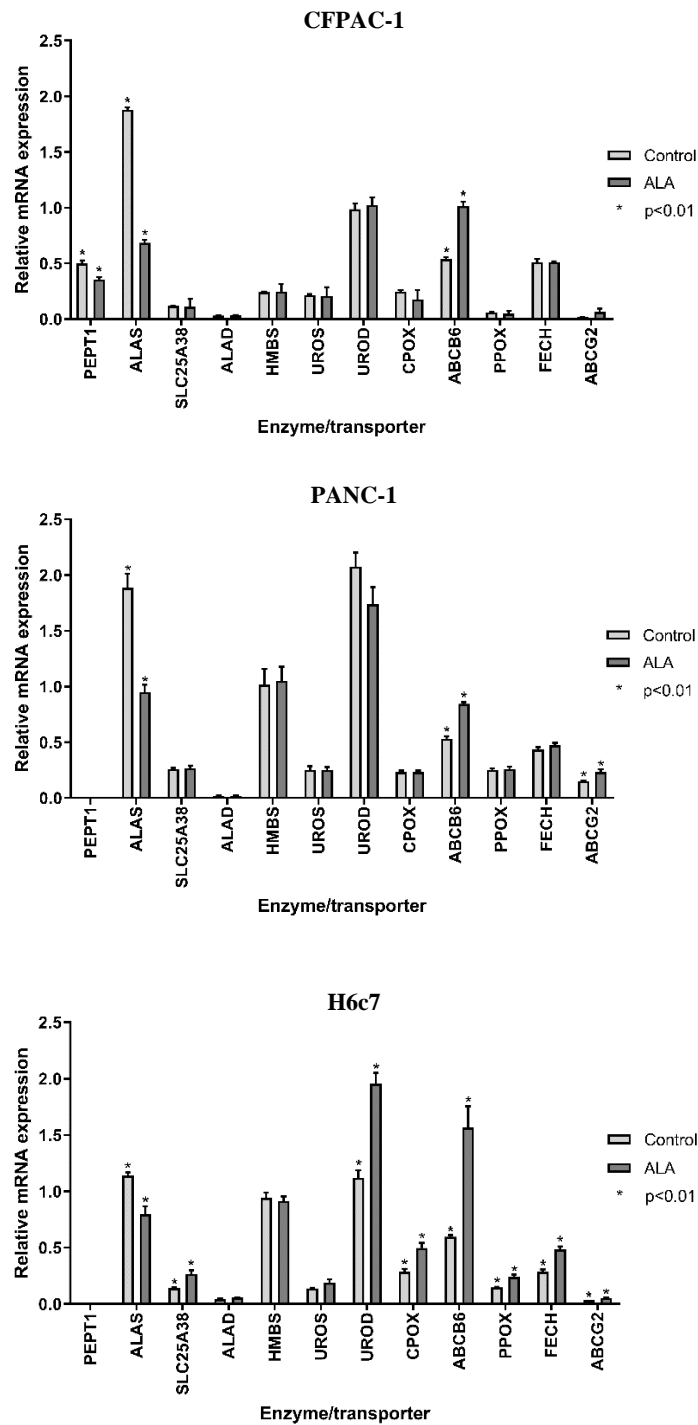 CFPAC-1
2.5
2.0
1.5
1.0
0.5
0.0
Relative mRNA expression
* * * * * *
Control
ALA
* p<0.01
PEPT1
ALAS
SLC25A38
ALAD
HMBS
UROS
UROD
CPOX
ABCB6
PPOX
FECH
ABCG2
Enzyme/transporter
PANC-1
2.5
2.0
1.5
1.0
0.5
0.0
Relative mRNA expression
* * * * * *
Control
ALA
* p<0.01
PEPT1
ALAS
SLC25A38
ALAD
HMBS
UROS
UROD
CPOX
ABCB6
PPOX
FECH
ABCG2
Enzyme/transporter
H6c7
2.5
2.0
1.5
1.0
0.5
0.0
Relative mRNA expression
* * * * * * * * * * * * * * * *
Control
ALA
* p<0.01
PEPT1
ALAS
SLC25A38
ALAD
HMBS
UROS
UROD
CPOX
ABCB6
PPOX
FECH
ABCG2
Enzyme/transporter